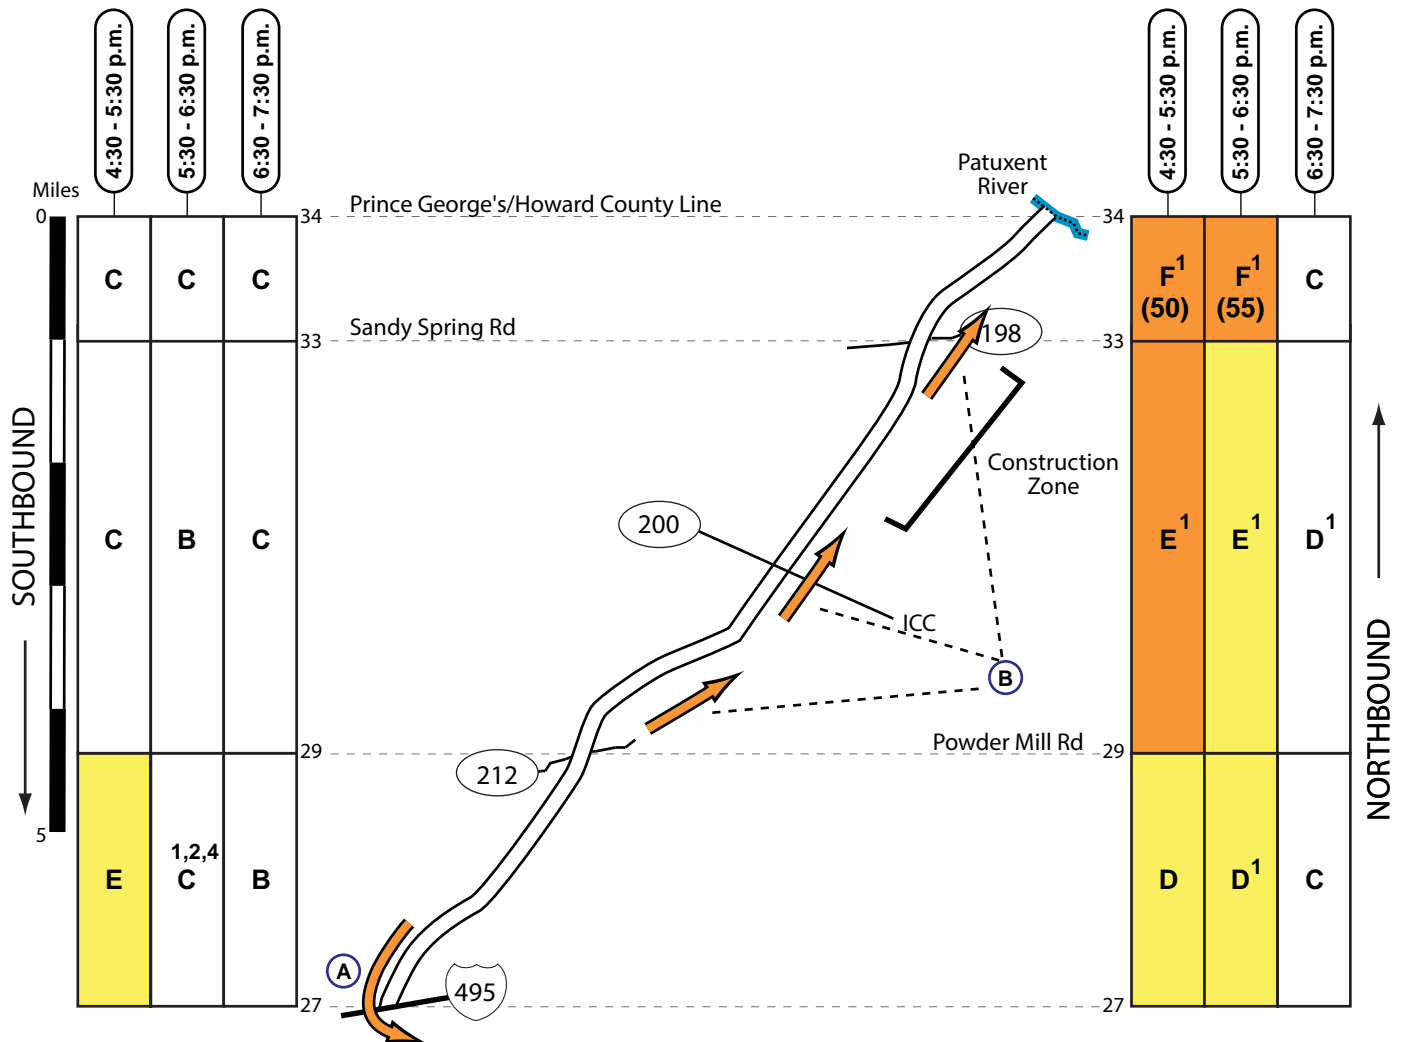 4:30 - 5:30 p.m.
5:30 - 6:30 p.m.
6:30 - 7:30 p.m.
4:30 - 5:30 p.m.
5:30 - 6:30 p.m.
6:30 - 7:30 p.m.
Patuxent
River
Miles
0
34 Prince George's/Howard County Line 34
C C C
F1 F1 C
(50) (55)
Sandy Spring Rd
33 198 33
SOUTHBOUND
Construction
Zone
200
C B C
E1 E1 D1
ICC
B
NORTHBOUND
Powder Mill Rd
29 29
212
5
1,2,4
E C B
D D1 C
A
495
27 27